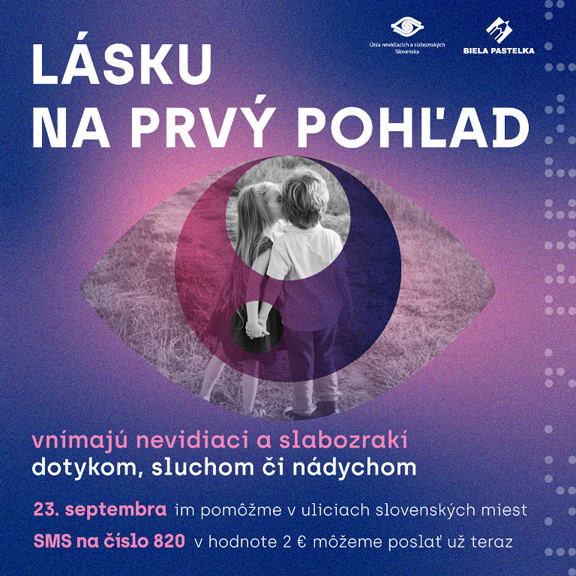 Únia nevidiacich a slabozrakých
Slovenska
BIELA PASTELKA
LÁSKU
NA PRVÝ POHĽAD
vnímajú nevidiaci a slabozrakí
dotykom, sluchom či nádychom
23. septembra im pomôžme v uliciach slovenských miest
SMS na číslo 820 v hodnote 2 € môžeme poslať už teraz